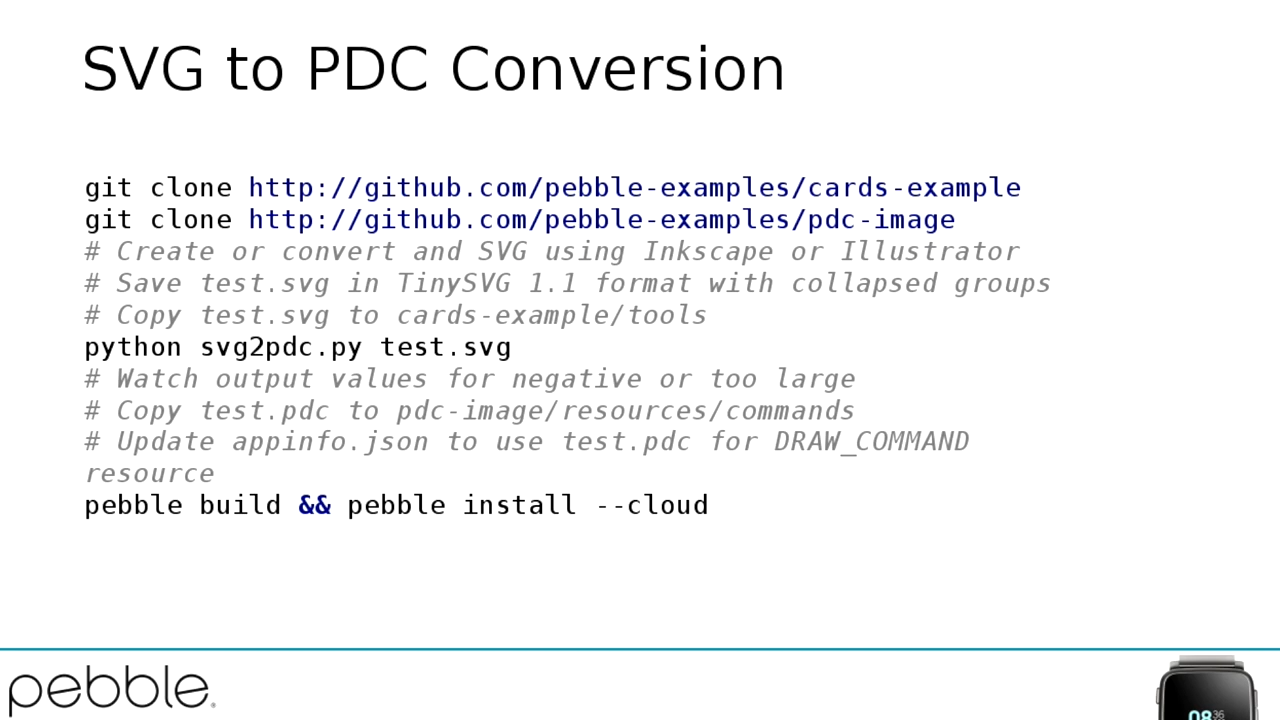 SVG to PDC Conversion
git clone http://github.com/pebble-examples/cards-example
git clone http://github.com/pebble-examples/pdc-image
# Create or convert and SVG using Inkscape or Illustrator
# Save test.svg in TinySVG 1.1 format with collapsed groups
# Copy test.svg to cards-example/tools
python svg2pdc.py test.svg
# Watch output values for negative or too large
# Copy test.pdc to pdc-image/resources/commands
# Update appinfo.json to use test.pdc for DRAW_COMMAND
resource
pebble build && pebble install --cloud
pebble
08 36